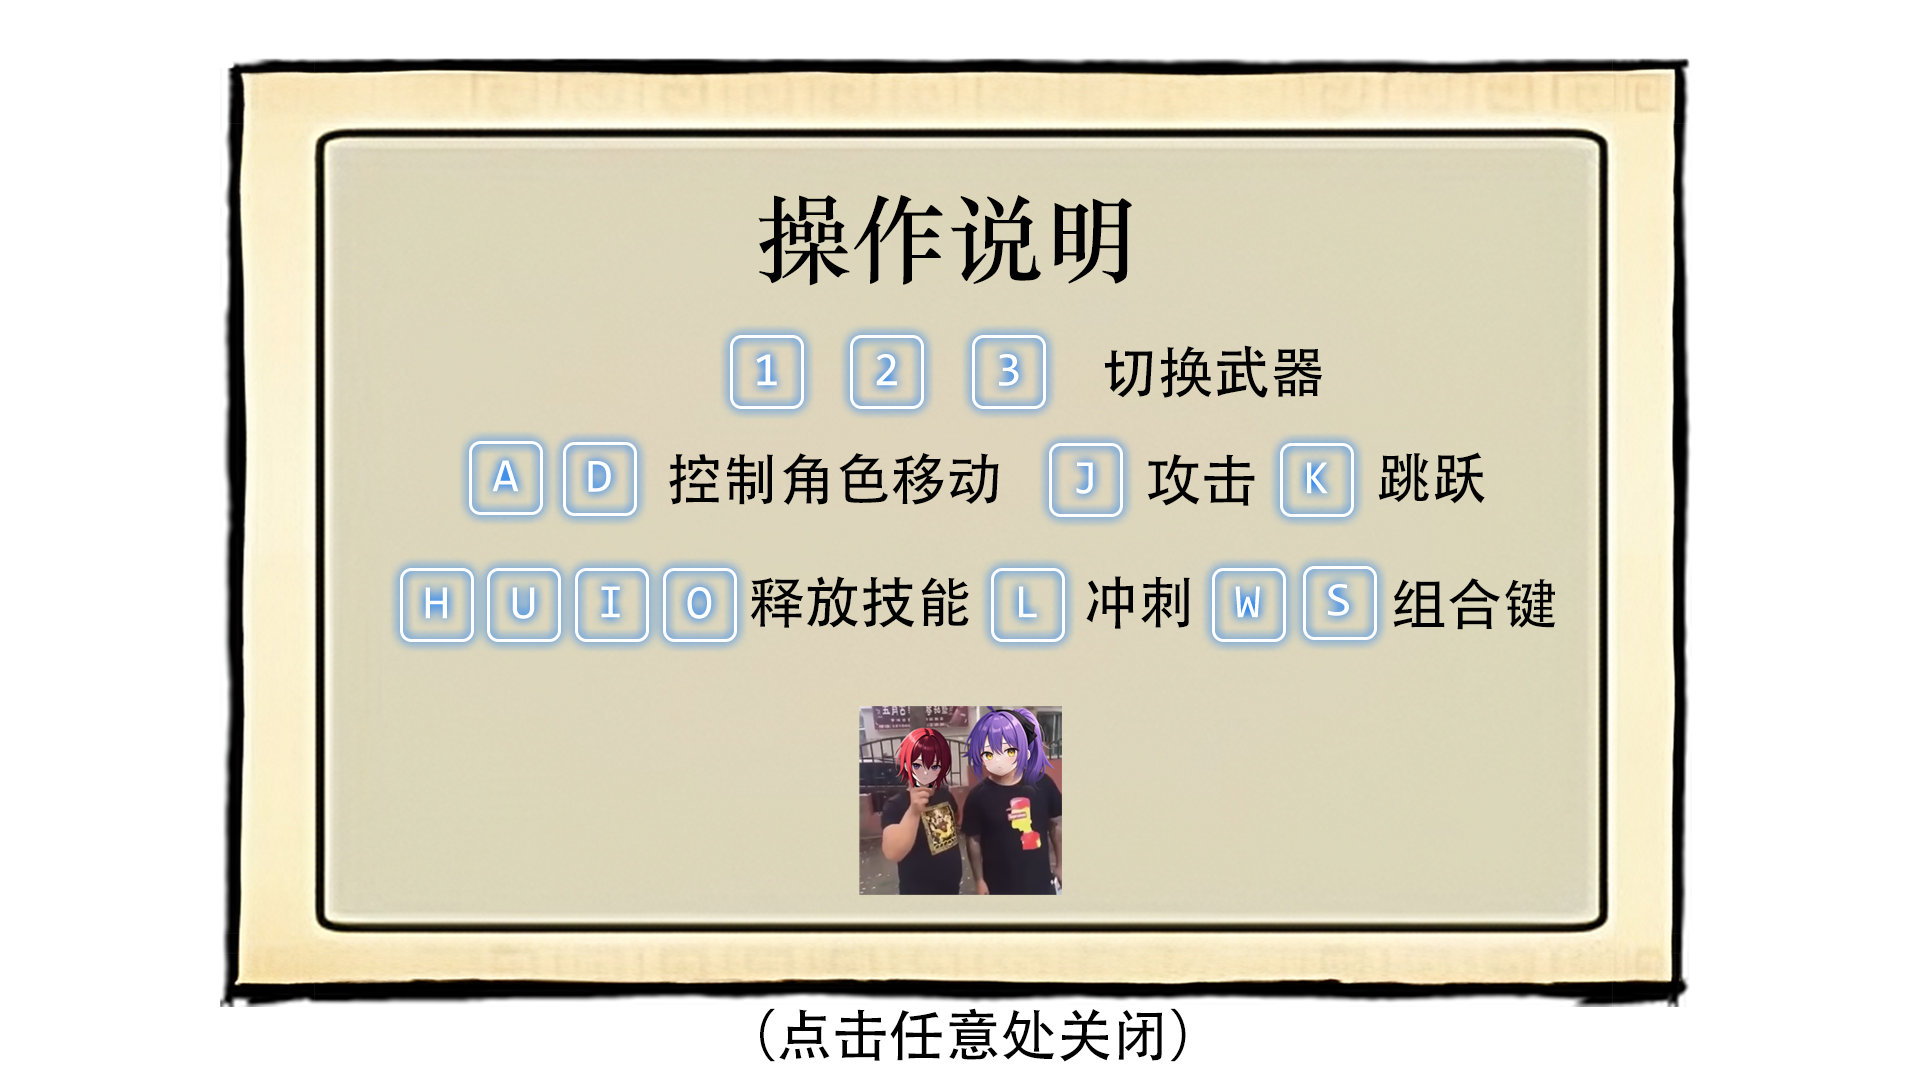 操作说明
1 2 3 切换武器
A D 控制角色移动 J 攻击 K 跳跃
H U I O 释放技能 L 冲刺 W S 组合键
（点击任意处关闭）